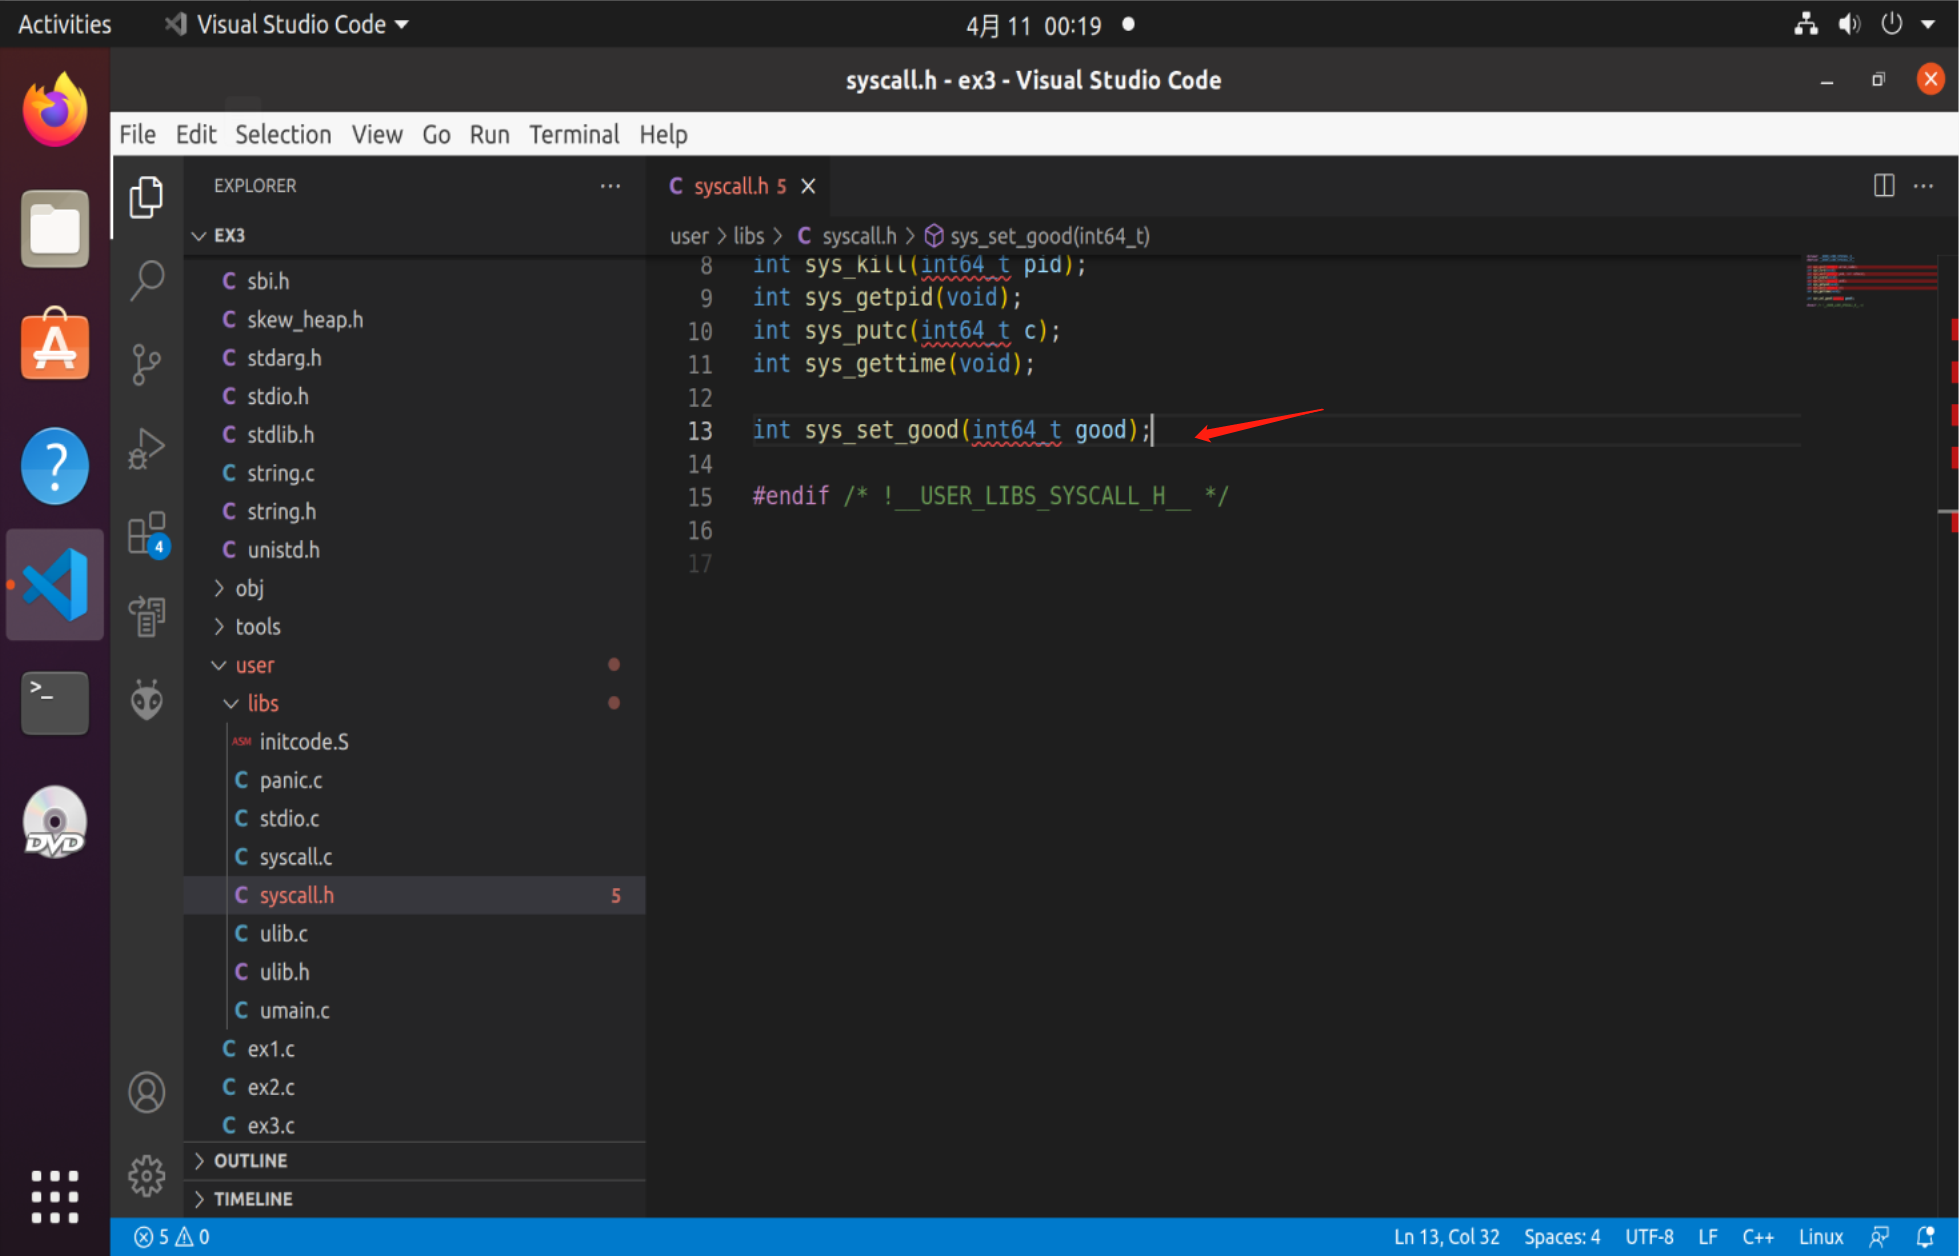 Activities
Visual Studio Code
4月 11 00:19
syscall.h - ex3 - Visual Studio Code
File Edit Selection View Go Run Terminal Help
EXPLORER
EX3
C sbi.h
C skew_heap.h
C stdarg.h
C stdio.h
C stdlib.h
C string.c
C string.h
C unistd.h
obj
tools
user
libs
ASM initcode.S
C panic.c
C stdio.c
C syscall.c
C syscall.h 5
C ulib.c
C ulib.h
C umain.c
C ex1.c
C ex2.c
C ex3.c
OUTLINE
TIMELINE
4
>_
?
DVD
C syscall.h 5
user > libs > C syscall.h > sys_set_good(int64_t)
8 int sys_kill(int64_t pid);
9 int sys_getpid(void);
10 int sys_putc(int64_t c);
11 int sys_gettime(void);
12
13 int sys_set_good(int64_t good);
14
15 #endif /* !__USER_LIBS_SYSCALL_H__ */
16
17
5 0
Ln 13, Col 32 Spaces: 4 UTF-8 LF C++ Linux